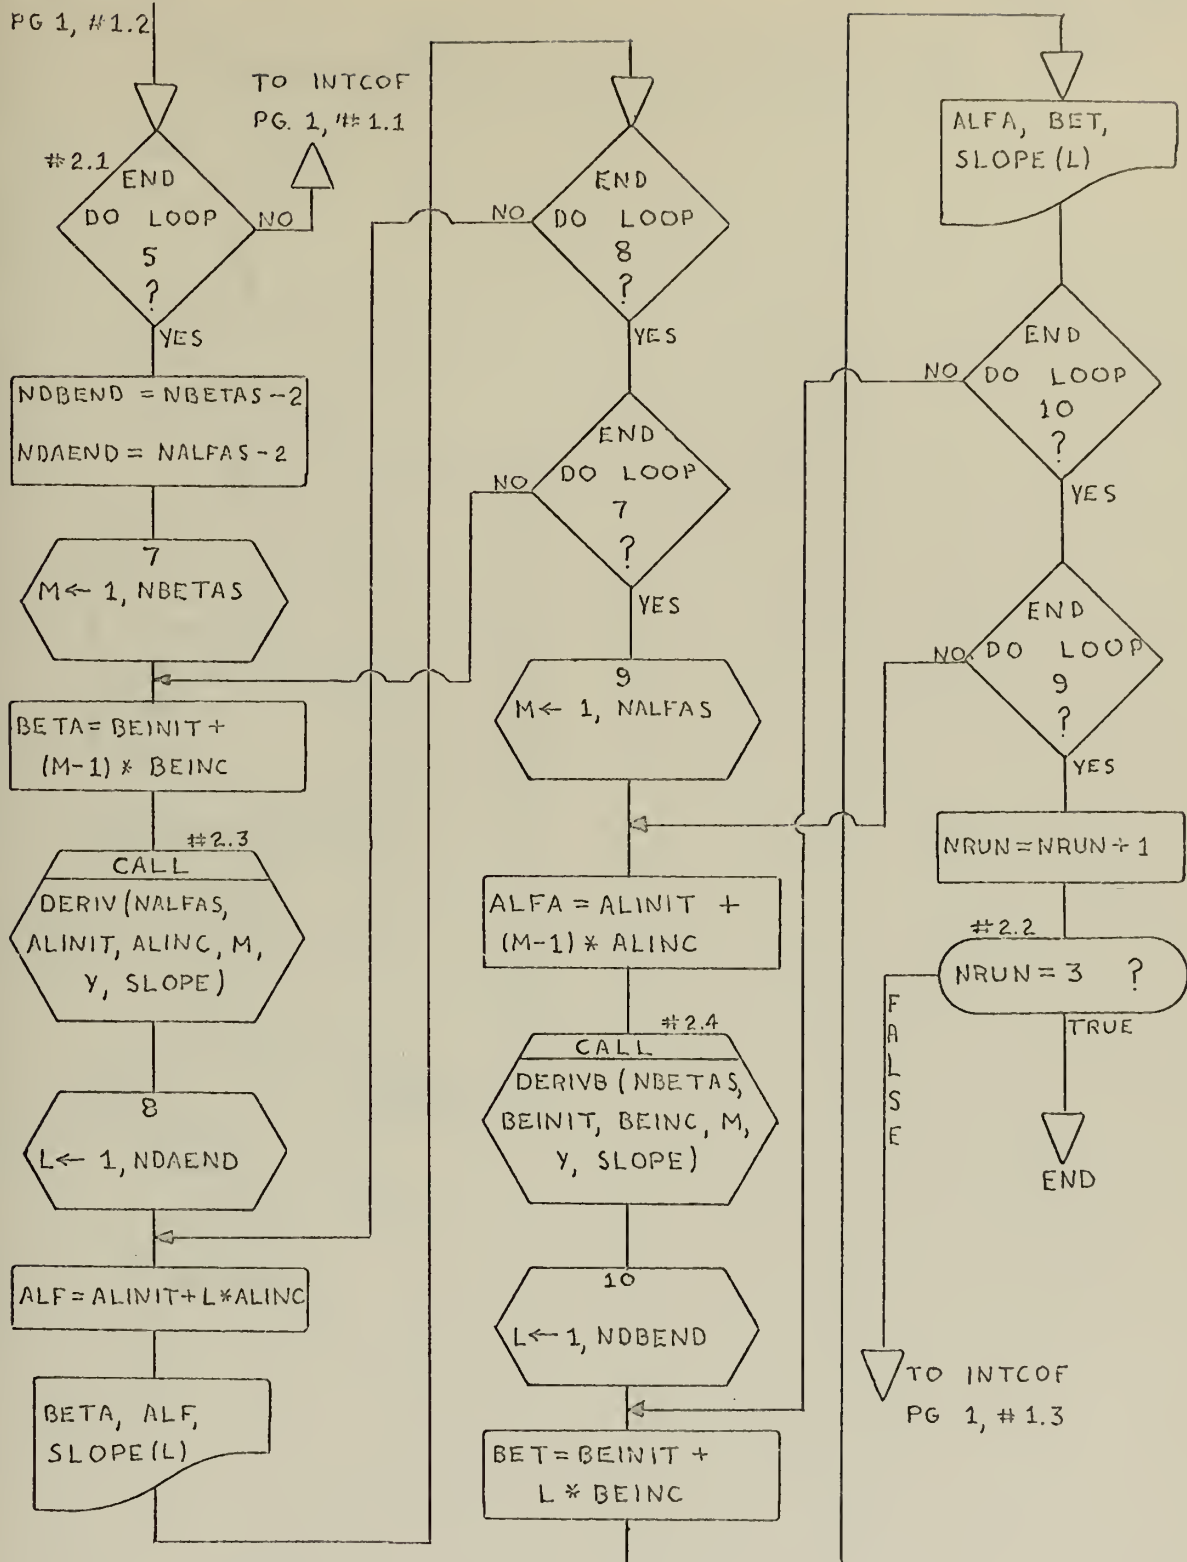 PG 1, #1.2
TO INTCOF
PG. 1, #1.1
#2.1
END
DO LOOP
5
?
NO
YES
NDBEND = NBETAS-2
NDAEND = NALFAS-2
7
M← 1, NBETAS
BETA = BEINIT +
(M-1) * BEINC
#2.3
CALL
DERIV (NALFAS,
ALINIT, ALINC, M,
Y, SLOPE)
8
L← 1, NDAEND
ALF = ALINIT + L*ALINC
BETA, ALF,
SLOPE (L)
END
DO LOOP
8
?
NO
YES
END
DO LOOP
7
?
NO
YES
9
M← 1, NALFAS
ALFA = ALINIT +
(M-1) * ALINC
#2.4
CALL
DERIVB (NBETAS,
BEINIT, BEINC, M,
Y, SLOPE)
10
L← 1, NDBEND
BET = BEINIT +
L * BEINC
ALFA, BET,
SLOPE (L)
END
DO LOOP
10
?
NO
YES
END
DO LOOP
9
?
NO
YES
NRUN = NRUN + 1
#2.2
NRUN = 3 ?
FALSE
TRUE
END
TO INTCOF
PG 1, #1.3